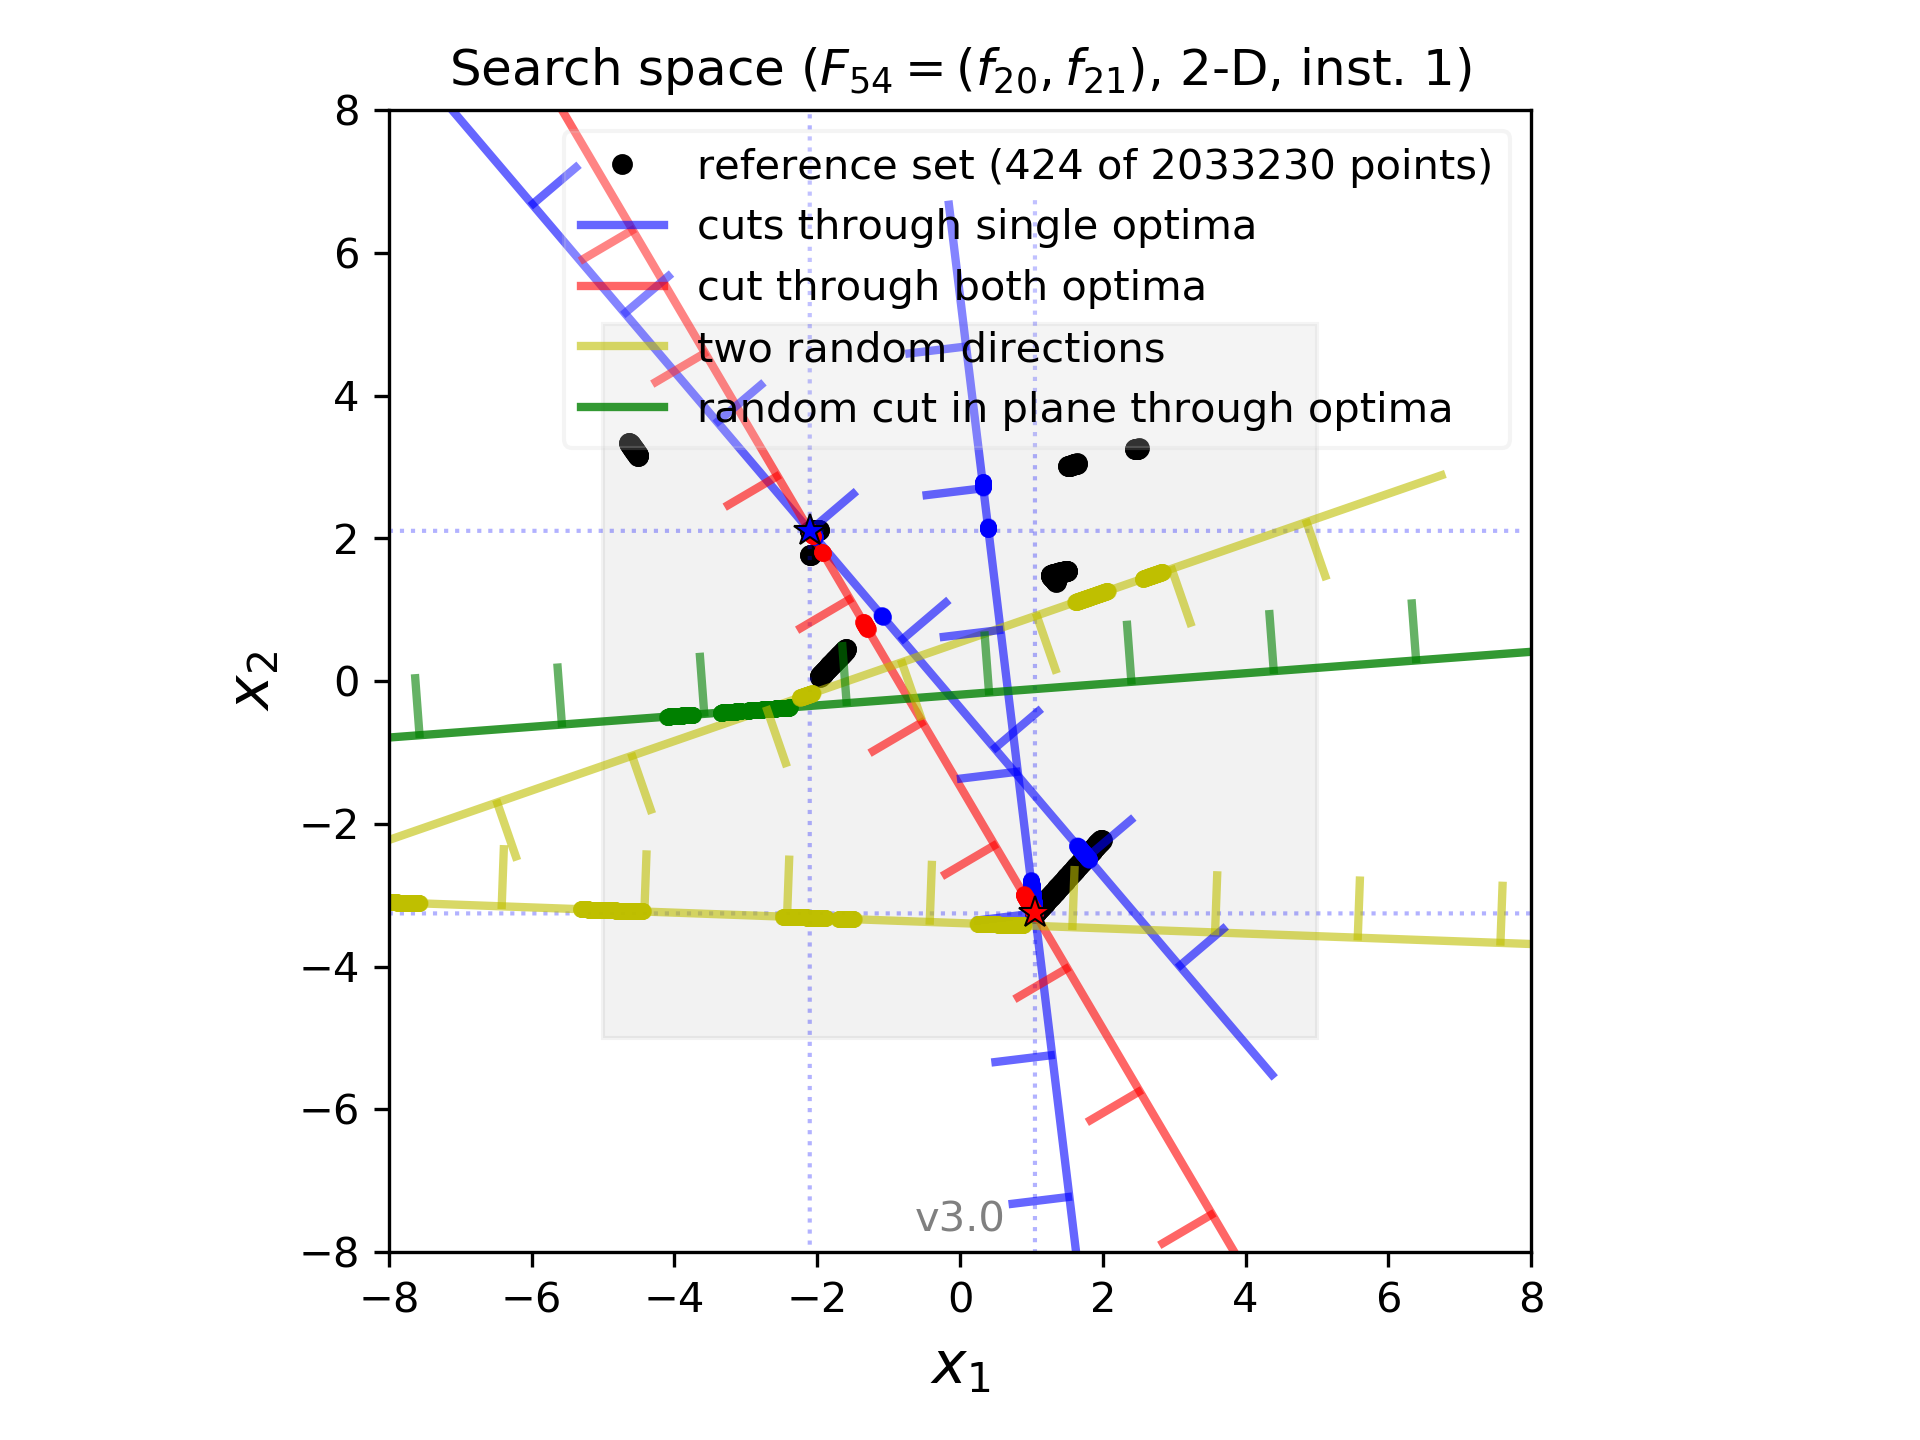 Search space (F54 = (f20, f21), 2-D, inst. 1)
8
6
4
2
0
−2
−4
−6
−8
x2
reference set (424 of 2033230 points)
cuts through single optima
cut through both optima
two random directions
random cut in plane through optima
v3.0
−8 −6 −4 −2 0 2 4 6 8
x1